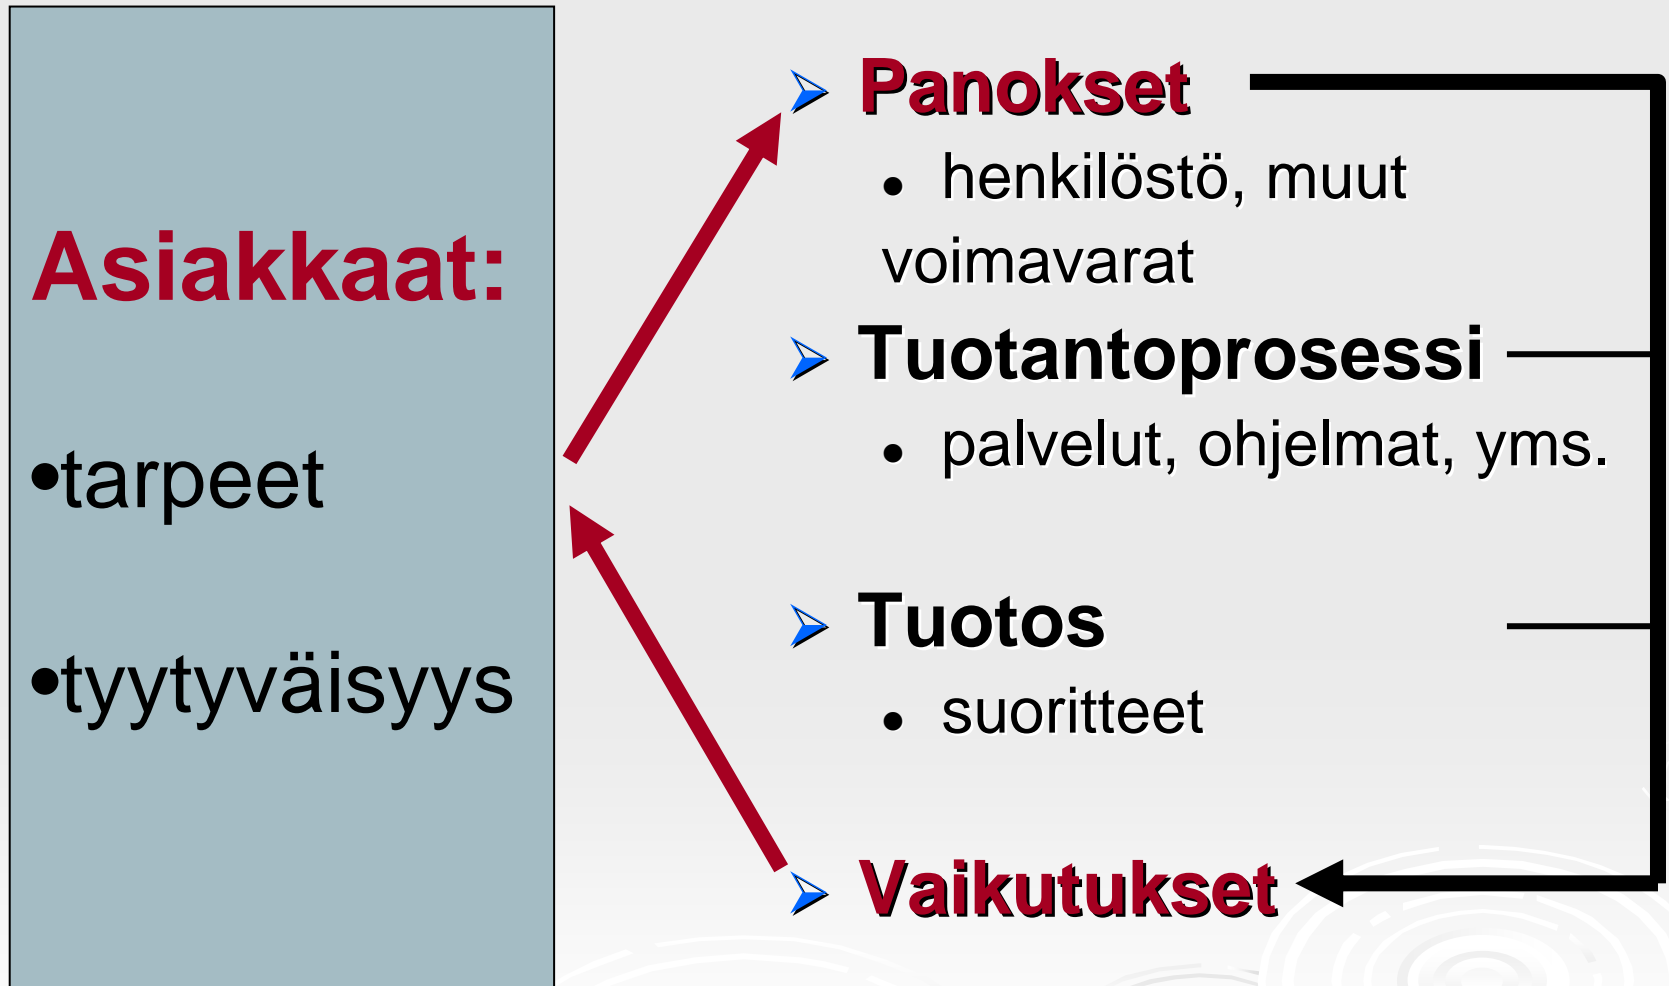 Asiakkaat:
•tarpeet
•tyytyväisyys
➢ Panokset
• henkilöstö, muut
voimavarat
➢ Tuotantoprosessi
• palvelut, ohjelmat, yms.
➢ Tuotos
• suoritteet
➢ Vaikutukset